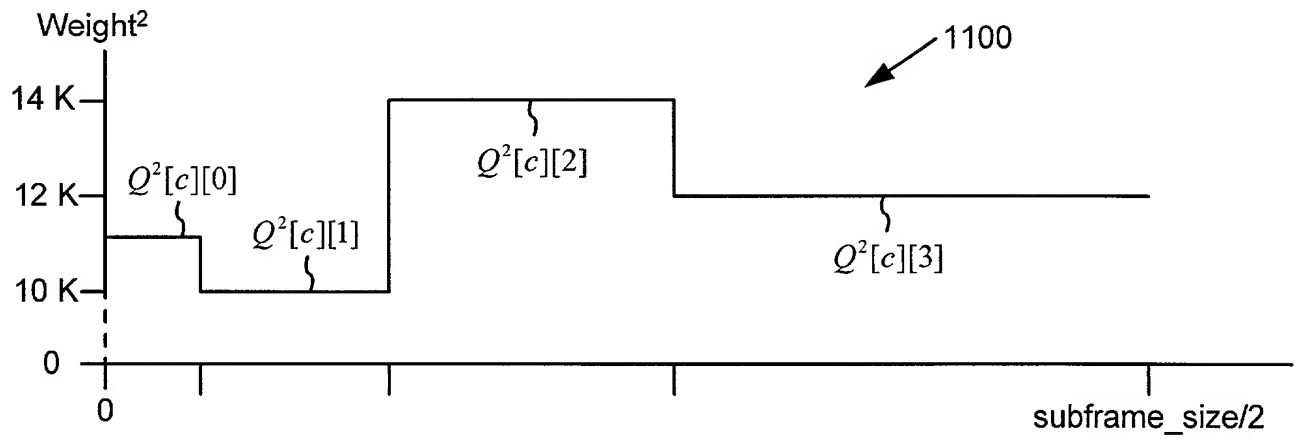 Weight²
1100
14 K
Q²[c][2]
Q²[c][0]
12 K
Q²[c][1]
Q²[c][3]
10 K
0
0
subframe_size/2